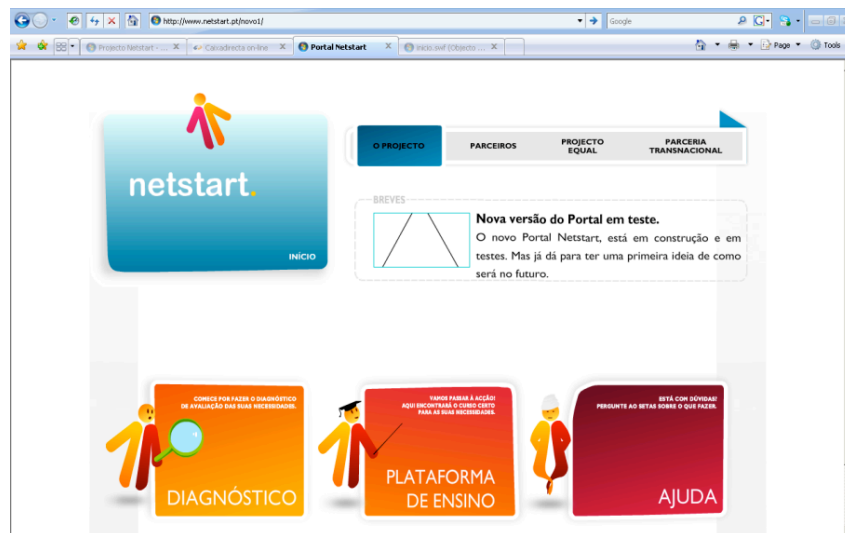 http://www.netstart.pt/novo1/
Google
Projecto Netstart - ... X
Caixadirecta on-line X
Portal Netstart X
inicio.swf (Objecto ... X
Page
Tools
O PROJECTO
PARCEIROS
PROJECTO
EQUAL
PARCERIA
TRANSNACIONAL
netstart.
INÍCIO
BREVES
Nova versão do Portal em teste.
O novo Portal Netstart, está em construção e em
testes. Mas já dá para ter uma primeira ideia de como
será no futuro.
COMECE POR FAZER O DIAGNÓSTICO
DE AVALIAÇÃO DAS SUAS NECESSIDADES.
DIAGNÓSTICO
VAMOS PASSAR À ACÇÃO!
AQUI ENCONTRARÁ O CURSO CERTO
PARA AS SUAS NECESSIDADES.
PLATAFORMA
DE ENSINO
ESTÁ COM DÚVIDAS?
PERGUNTE AO SETAS SOBRE O QUE FAZER.
AJUDA